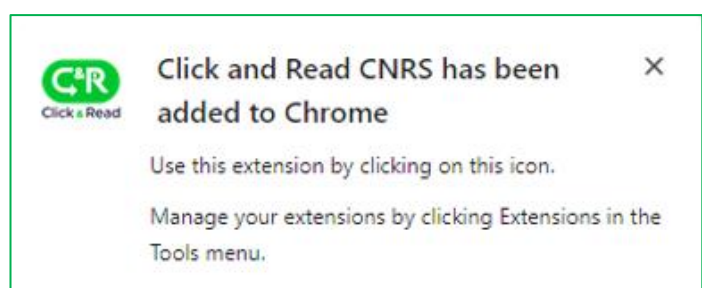 C&R
Click & Read
Click and Read CNRS has been
added to Chrome
Use this extension by clicking on this icon.
Manage your extensions by clicking Extensions in the
Tools menu.